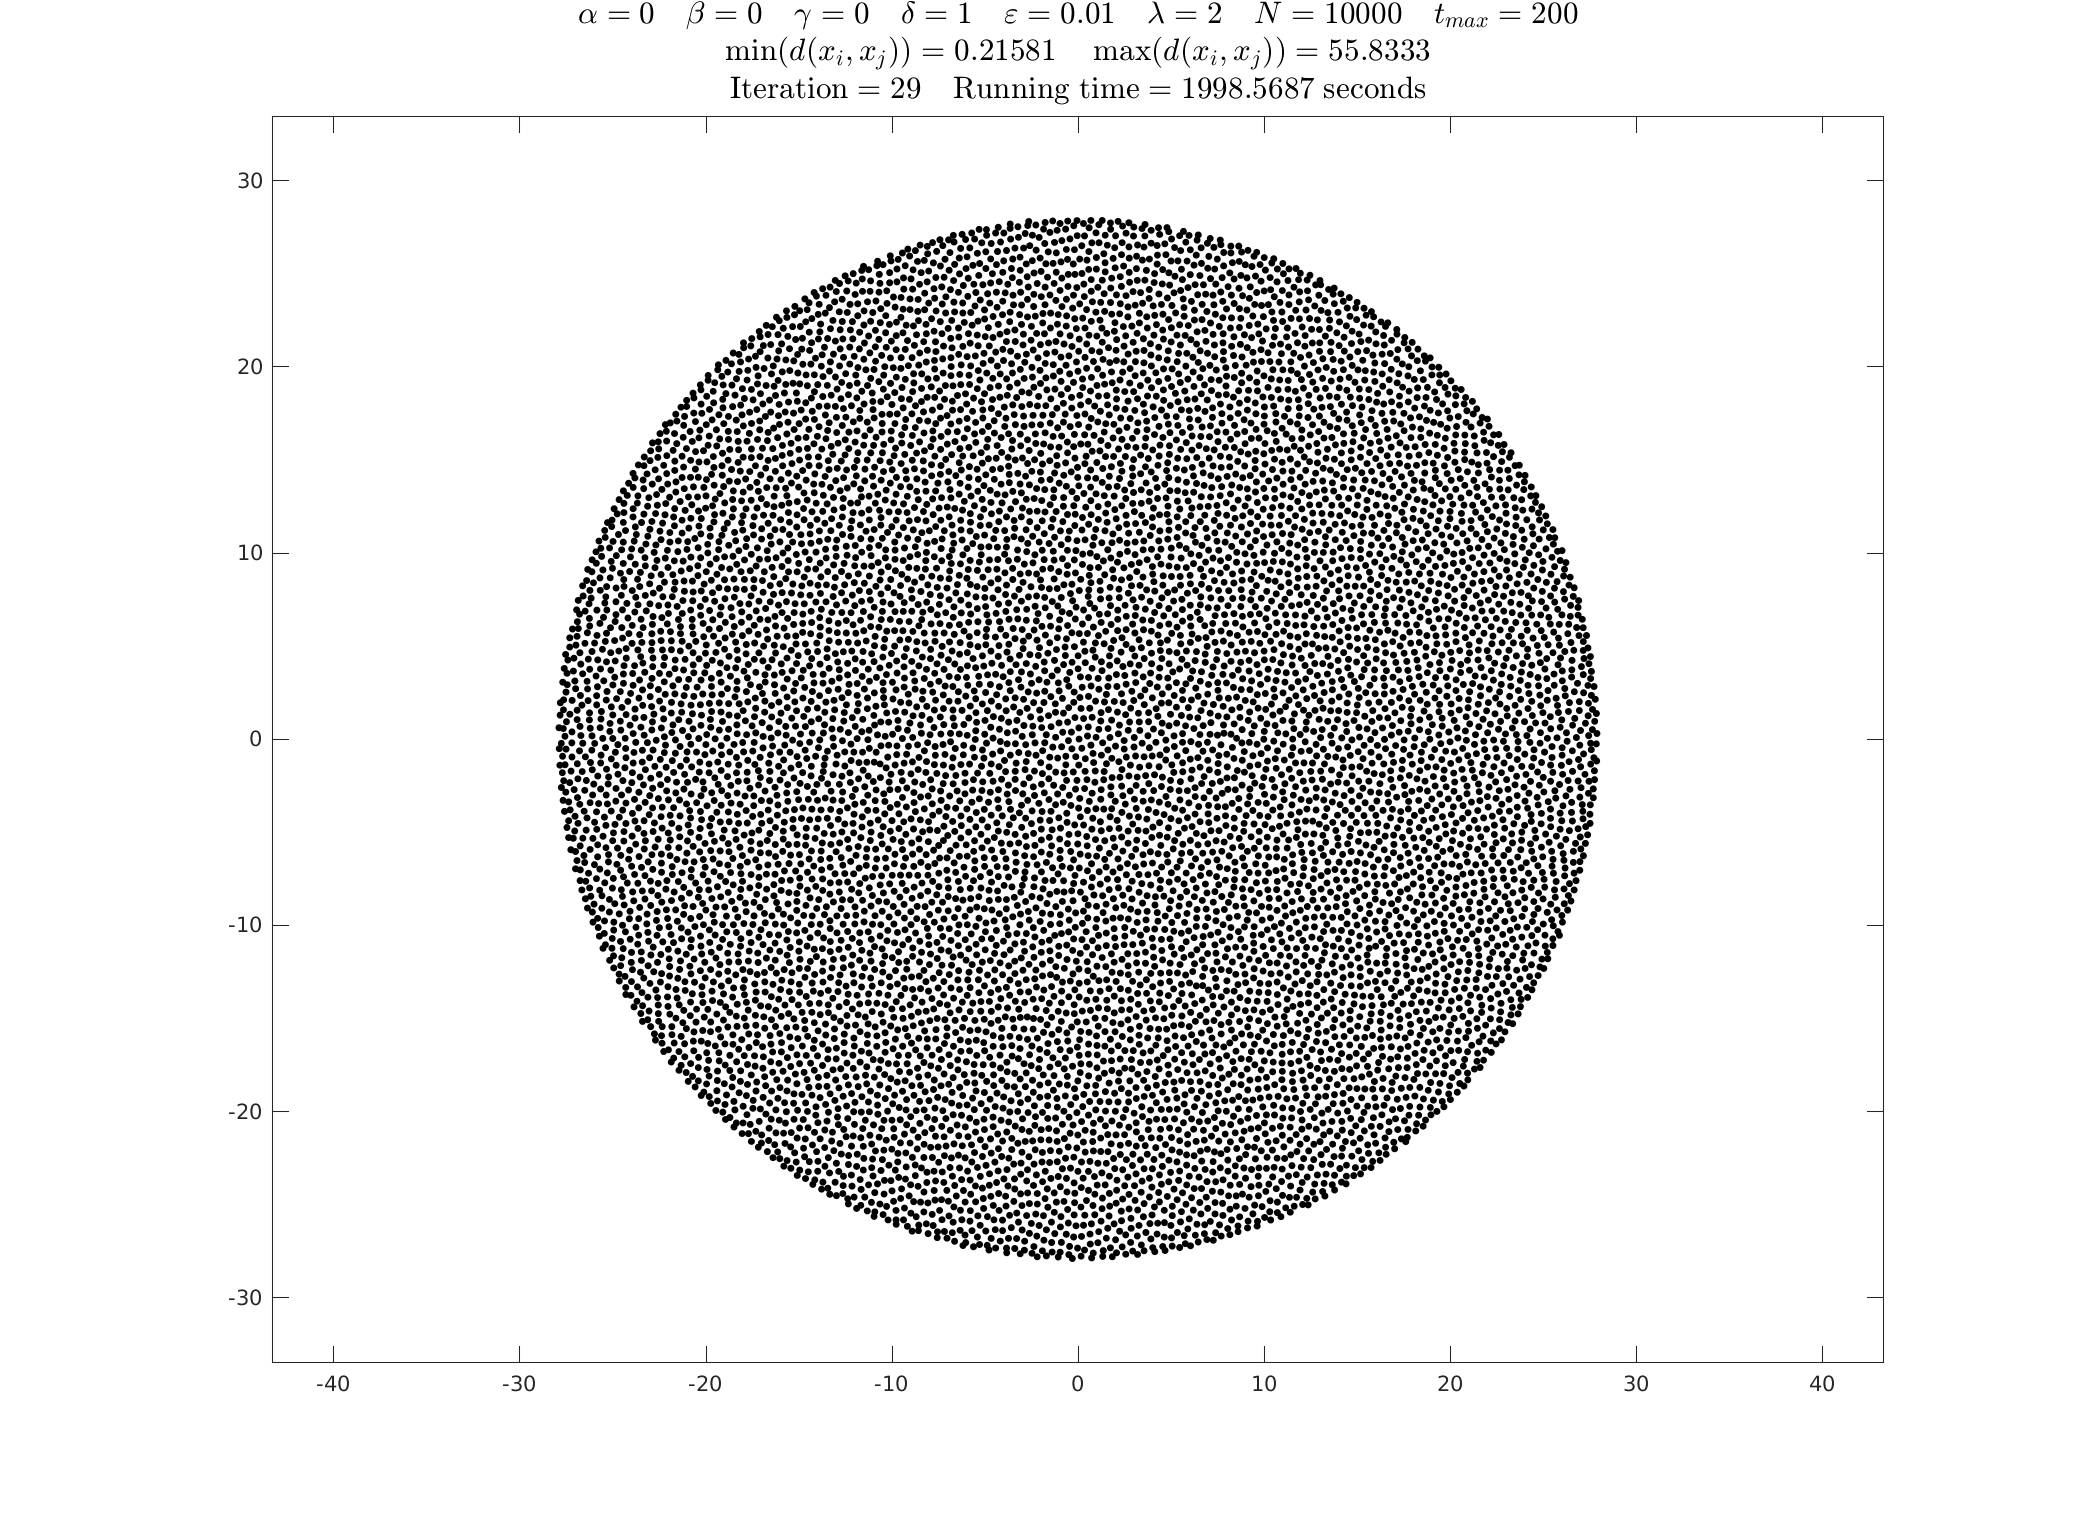 α = 0 β = 0 γ = 0 δ = 1 ε = 0.01 λ = 2 N = 10000 t_max = 200
min(d(x_i, x_j)) = 0.21581 max(d(x_i, x_j)) = 55.8333
Iteration = 29 Running time = 1998.5687 seconds
30
20
10
0
-10
-20
-30
-40 -30 -20 -10 0 10 20 30 40